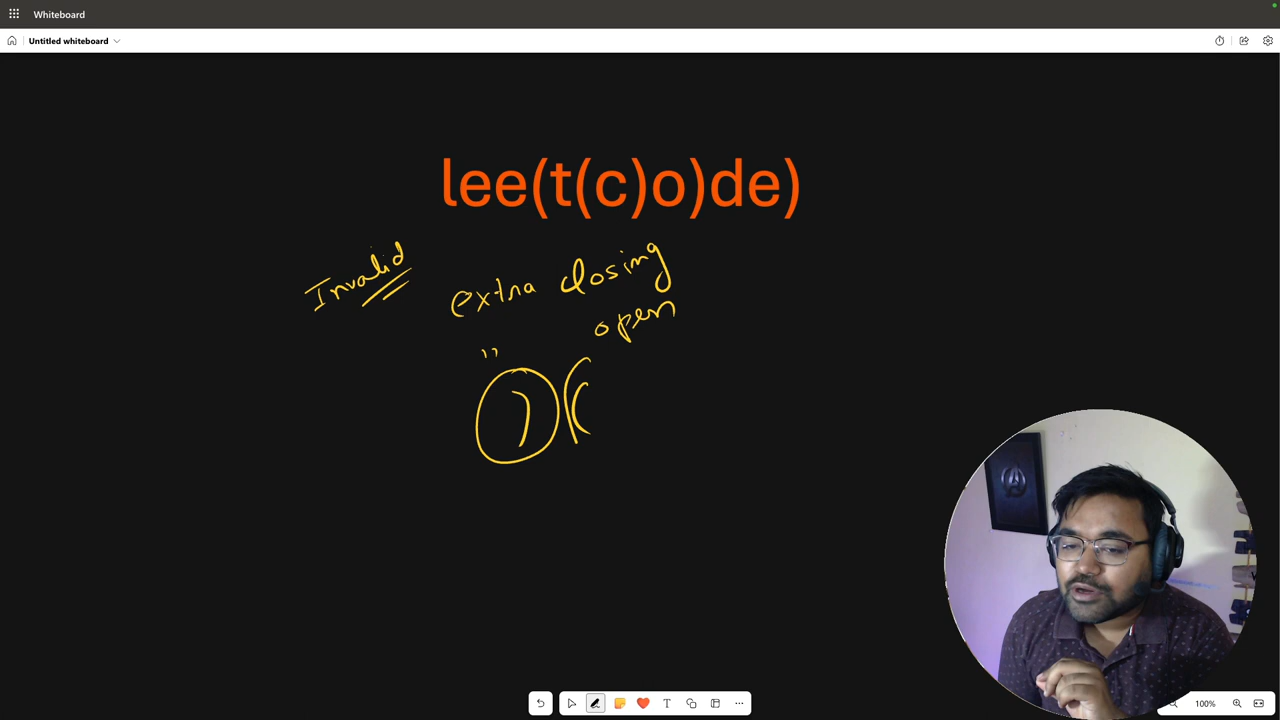 Whiteboard
Untitled whiteboard
lee(t(c)o)de)
Invalid
extra closing
" open
) ((
T
100%